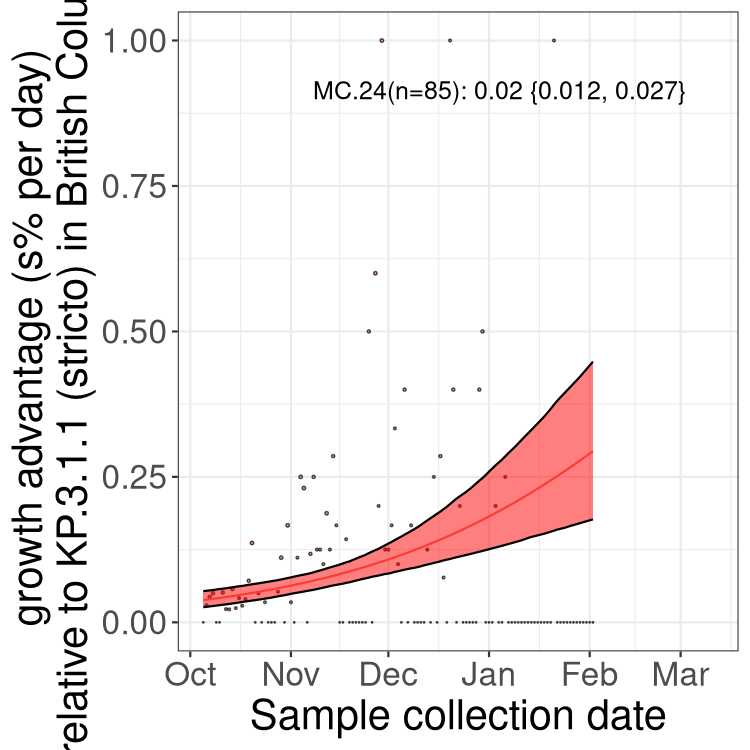 growth advantage (s% per day)
relative to KP.3.1.1 (stricto) in British Colu
1.00
0.75
0.50
0.25
0.00
MC.24(n=85): 0.02 {0.012, 0.027}
Oct Nov Dec Jan Feb Mar
Sample collection date